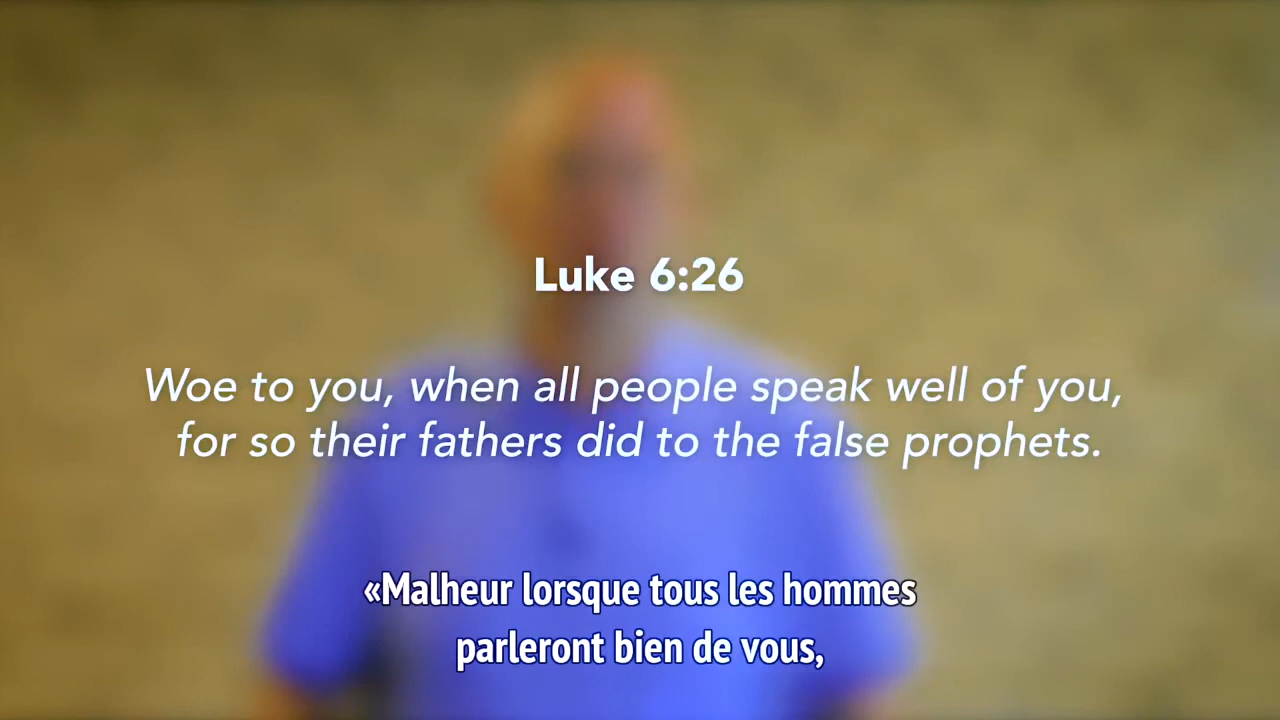 Luke 6:26
Woe to you, when all people speak well of you,
for so their fathers did to the false prophets.
«Malheur lorsque tous les hommes
parleront bien de vous,